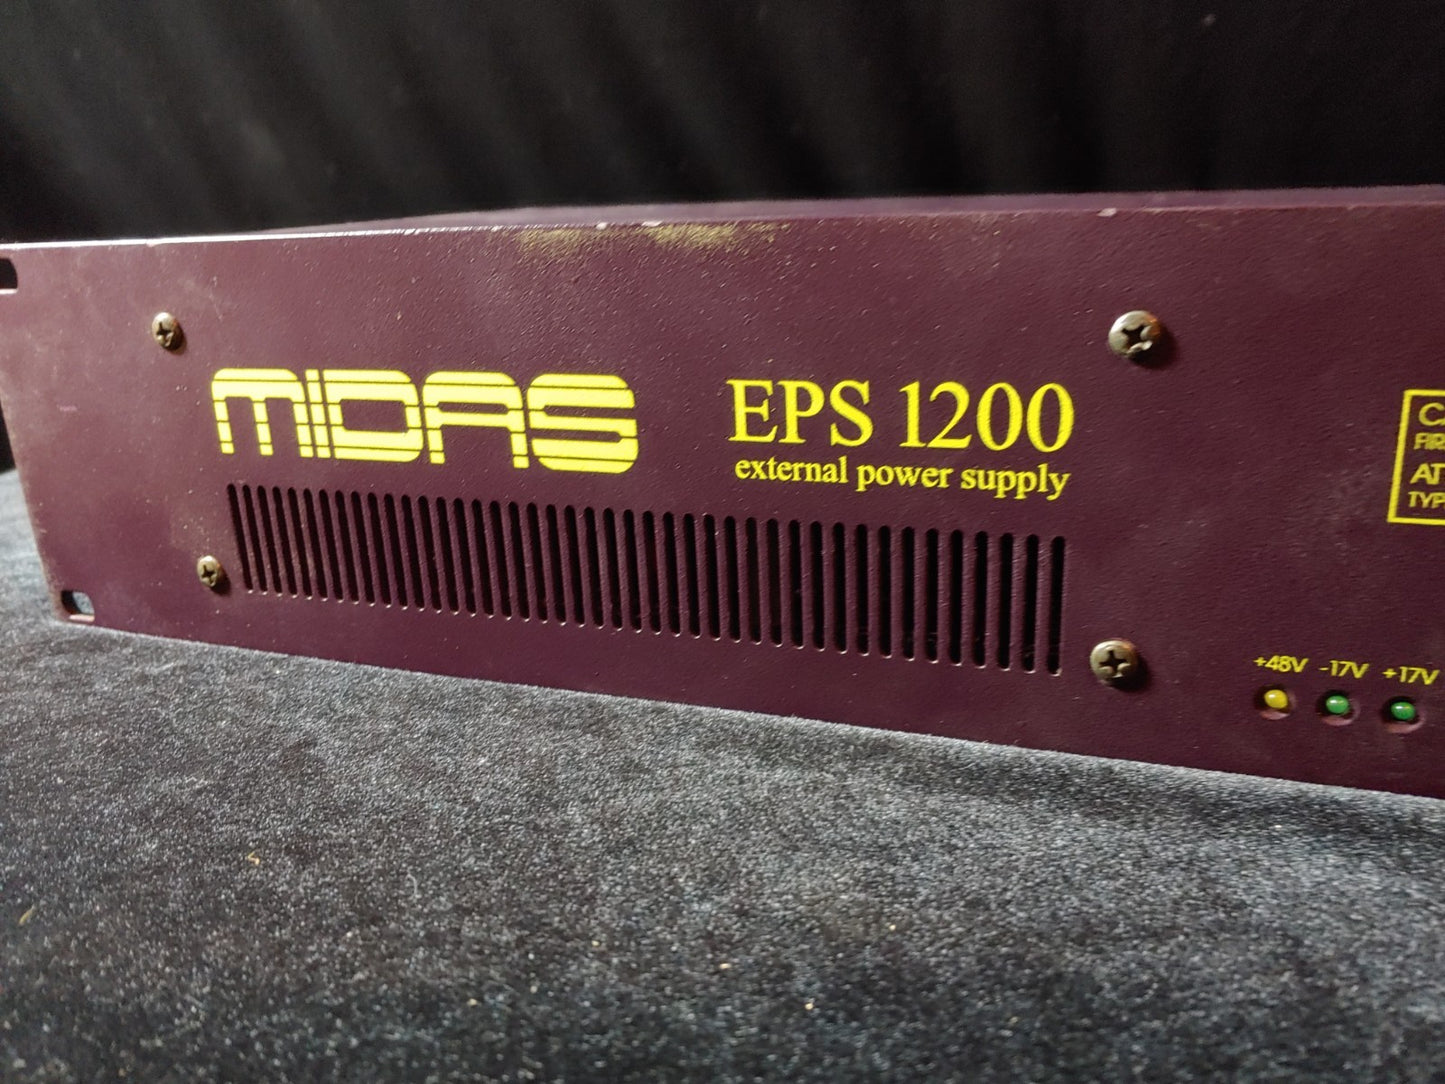 MIDAS
EPS 1200
external power supply
+48V -17V +17V